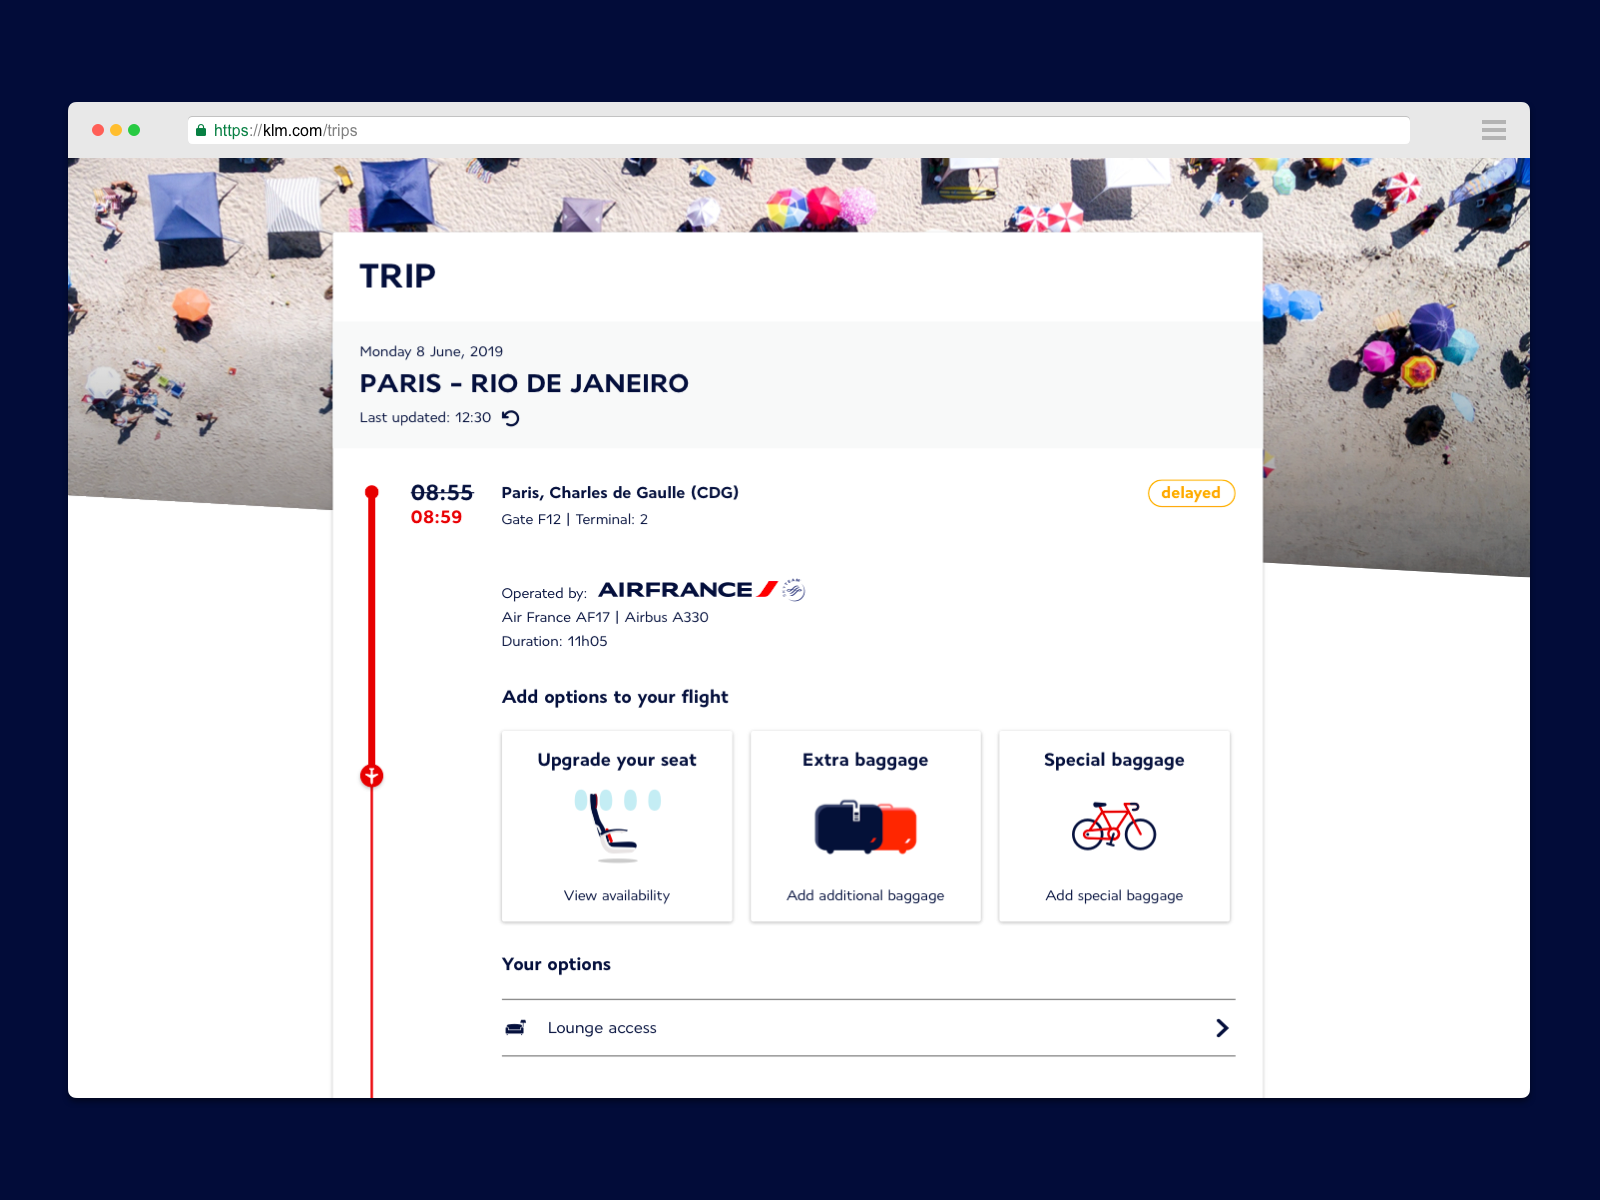 https://klm.com/trips
TRIP
Monday 8 June, 2019
PARIS - RIO DE JANEIRO
Last updated: 12:30
08:55 Paris, Charles de Gaulle (CDG) delayed
08:59 Gate F12 | Terminal: 2
Operated by: AIRFRANCE
Air France AF17 | Airbus A330
Duration: 11h05
Add options to your flight
Upgrade your seat
View availability
Extra baggage
Add additional baggage
Special baggage
Add special baggage
Your options
Lounge access